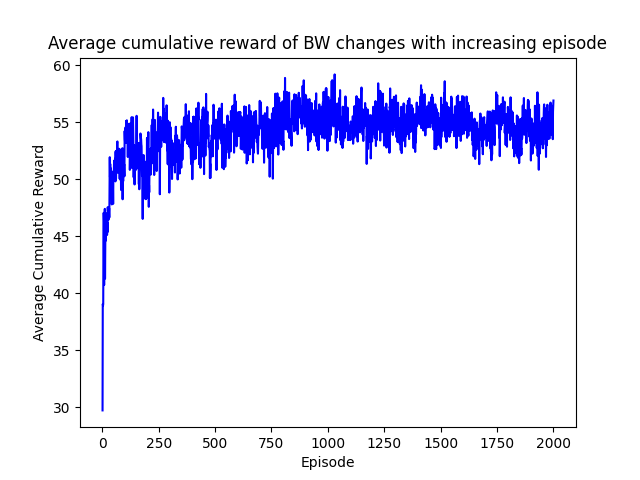 Average cumulative reward of BW changes with increasing episode
60
55
50
45
40
35
30
Average Cumulative Reward
0 250 500 750 1000 1250 1500 1750 2000
Episode